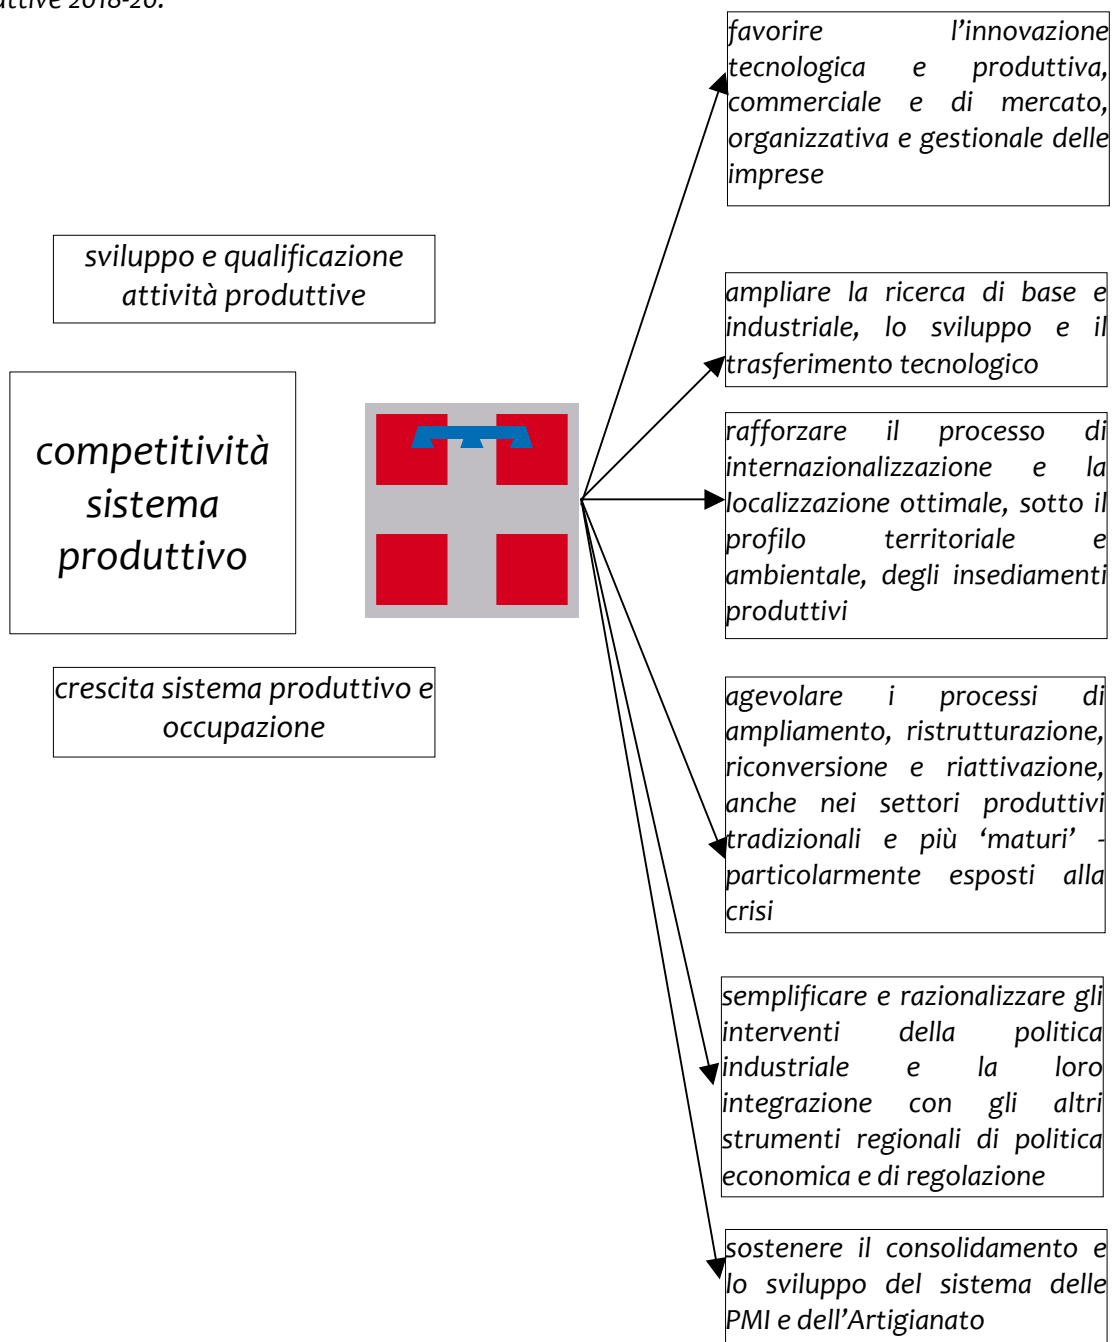 2018-20.
sviluppo e qualificazione
attività produttive
competitività
sistema
produttivo
crescita sistema produttivo e
occupazione
favorire l’innovazione
tecnologica e produttiva,
commerciale e di mercato,
organizzativa e gestionale delle
imprese
ampliare la ricerca di base e
industriale, lo sviluppo e il
trasferimento tecnologico
rafforzare il processo di
internazionalizzazione e la
localizzazione ottimale, sotto il
profilo territoriale e
ambientale, degli insediamenti
produttivi
agevolare i processi di
ampliamento, ristrutturazione,
riconversione e riattivazione,
anche nei settori produttivi
tradizionali e più ‘maturi’ -
particolarmente esposti alla
crisi
semplificare e razionalizzare gli
interventi della politica
industriale e la loro
integrazione con gli altri
strumenti regionali di politica
economica e di regolazione
sostenere il consolidamento e
lo sviluppo del sistema delle
PMI e dell’Artigianato